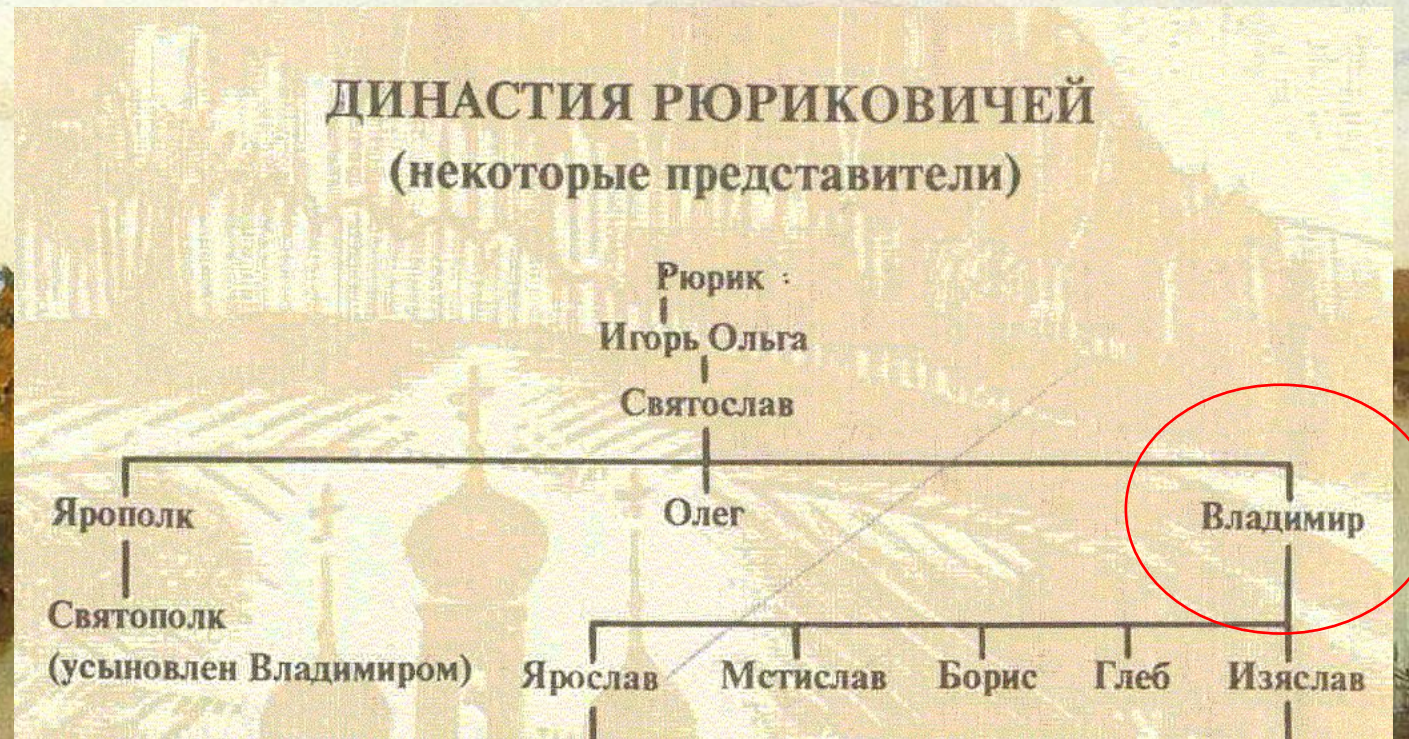 ДИНАСТИЯ РЮРИКОВИЧЕЙ
(некоторые представители)
Рюрик :
Игорь Ольга
Святослав
Ярополк Олег Владимир
Святополк
(усыновлен Владимиром) Ярослав Мстислав Борис Глеб Изяслав